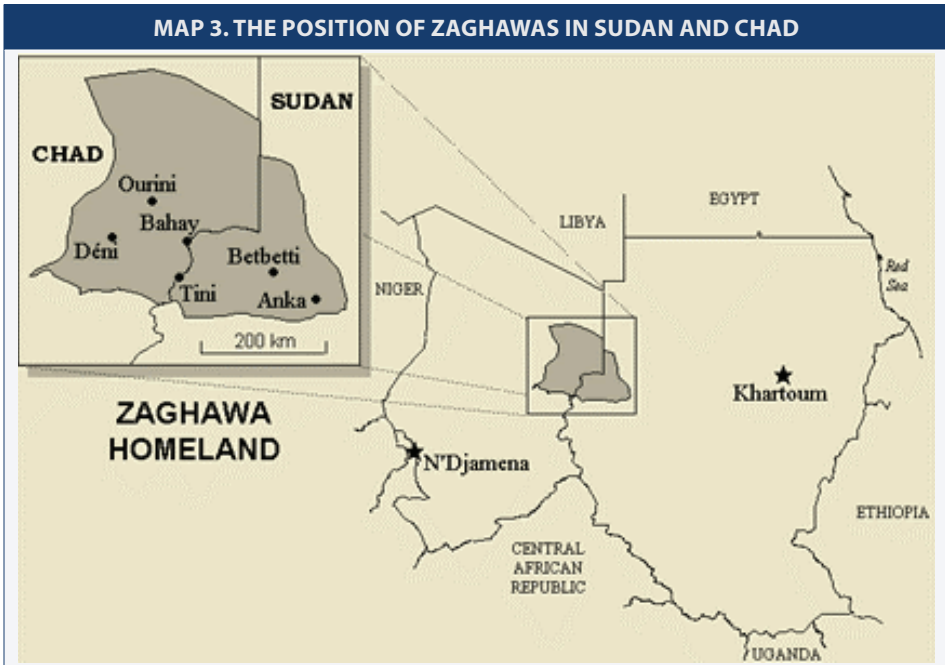 MAP 3. THE POSITION OF ZAGHAWAS IN SUDAN AND CHAD
SUDAN
CHAD
Ourini
Bahay
Déni
Betbetti
Tini
Anka
200 km
ZAGHAWA
HOMELAND
LIBYA
EGYPT
NIGER
Red
Sea
Khartoum
N'Djamena
ETHIOPIA
CENTRAL
AFRICAN
REPUBLIC
UGANDA